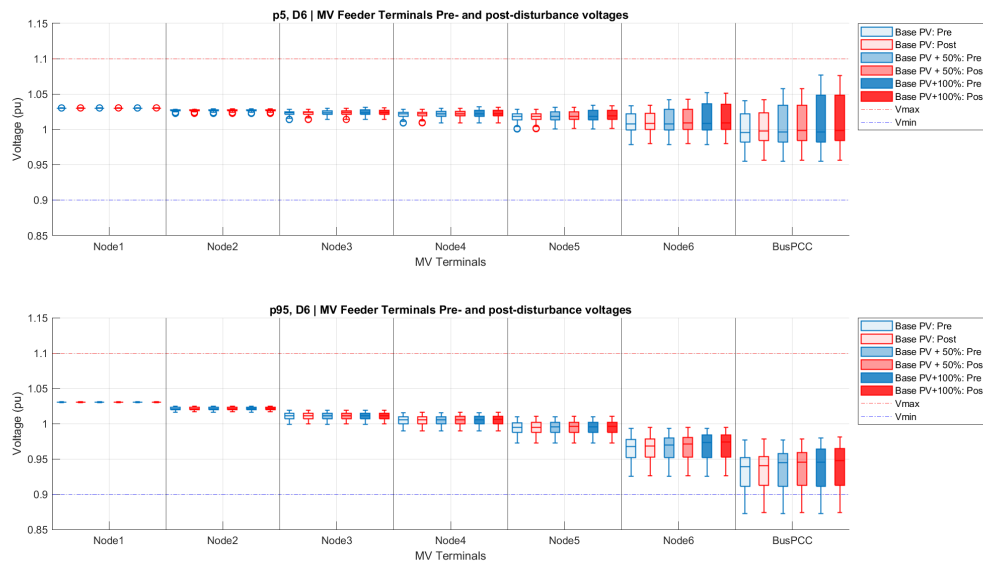 p5, D6 | MV Feeder Terminals Pre- and post-disturbance voltages
1.15
1.1
1.05
1
0.95
0.9
0.85
Voltage (pu)
Node1 Node2 Node3 Node4 Node5 Node6 BusPCC
MV Terminals
Base PV: Pre
Base PV: Post
Base PV + 50%: Pre
Base PV + 50%: Pos
Base PV+100%: Pre
Base PV+100%: Pos
Vmax
Vmin
p95, D6 | MV Feeder Terminals Pre- and post-disturbance voltages
1.15
1.1
1.05
1
0.95
0.9
0.85
Voltage (pu)
Node1 Node2 Node3 Node4 Node5 Node6 BusPCC
MV Terminals
Base PV: Pre
Base PV: Post
Base PV + 50%: Pre
Base PV + 50%: Pos
Base PV+100%: Pre
Base PV+100%: Pos
Vmax
Vmin